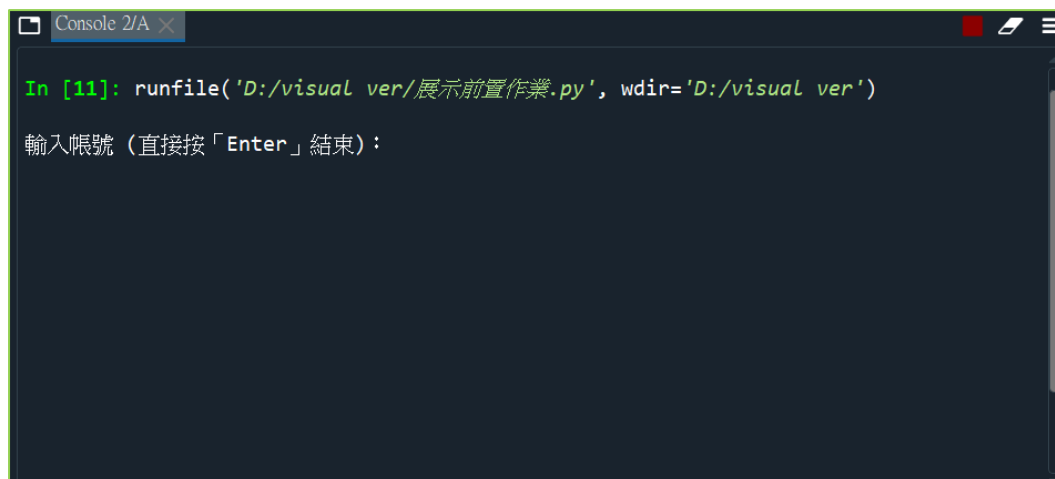 Console 2/A
In [11]: runfile('D:/visual ver/展示前置作業.py', wdir='D:/visual ver')
輸入帳號 (直接按「Enter」結束)：